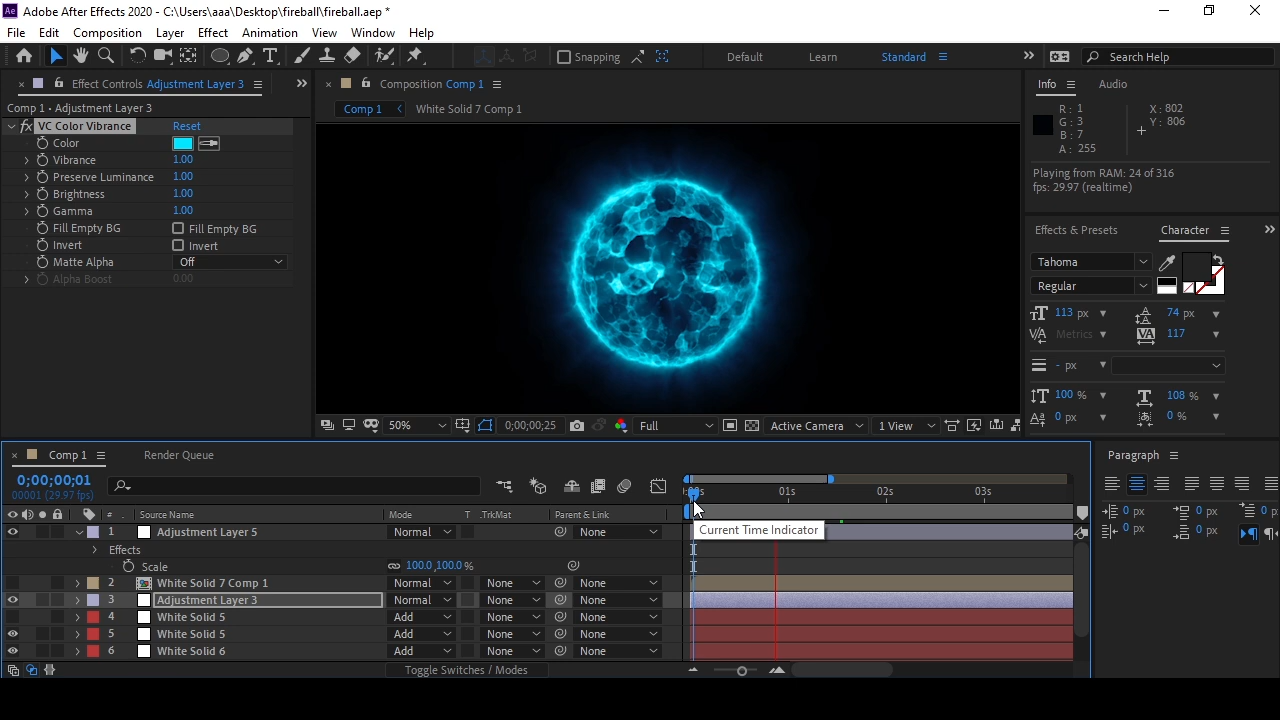 Ae Adobe After Effects 2020 - C:\Users\aaa\Desktop\fireball\fireball.aep *
File Edit Composition Layer Effect Animation View Window Help
Snapping Default Learn Standard Search Help
Effect Controls Adjustment Layer 3
Comp 1 • Adjustment Layer 3
fx VC Color Vibrance Reset
Color
Vibrance 1.00
Preserve Luminance 1.00
Brightness 1.00
Gamma 1.00
Fill Empty BG Fill Empty BG
Invert Invert
Matte Alpha Off
Alpha Boost 0.00
Composition Comp 1
Comp 1 White Solid 7 Comp 1
50% 0;00;00;25 Full Active Camera 1 View
Info Audio
R: 1 X: 802
G: 3 Y: 806
B: 7
A: 255
Playing from RAM: 24 of 316
fps: 29.97 (realtime)
Effects & Presets Character
Tahoma
Regular
113 px 74 px
Metrics 117
- px
100 % 108 %
0 px 0 %
Comp 1 Render Queue
0;00;00;01
00001 (29.97 fps)
:00s 01s 02s 03s
# Source Name Mode T .TrkMat Parent & Link
Current Time Indicator
1 Adjustment Layer 5 Normal None
Effects
Scale 100.0,100.0 %
2 White Solid 7 Comp 1 Normal None None
3 Adjustment Layer 3 Normal None None
4 White Solid 5 Add None None
5 White Solid 5 Add None None
6 White Solid 6 Add None None
Toggle Switches / Modes
Paragraph
0 px 0 px 0 p
0 px 0 px